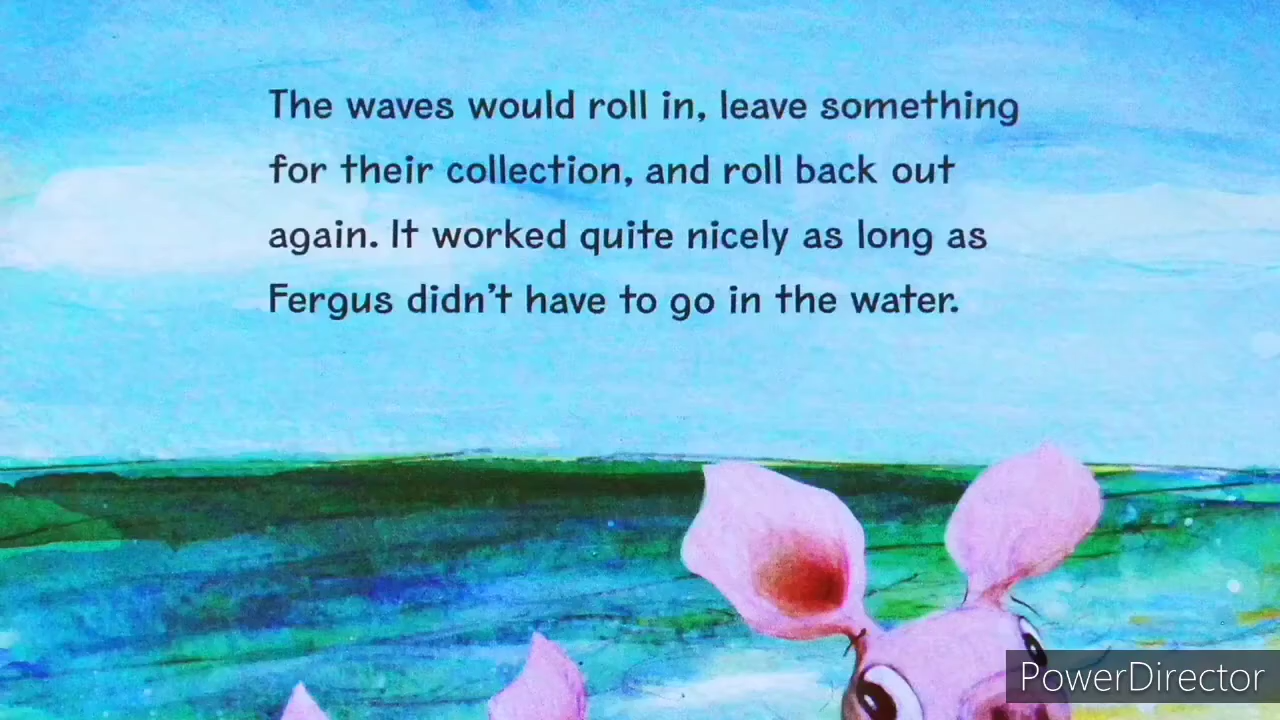 The waves would roll in, leave something
for their collection, and roll back out
again. It worked quite nicely as long as
Fergus didn't have to go in the water.
PowerDirector